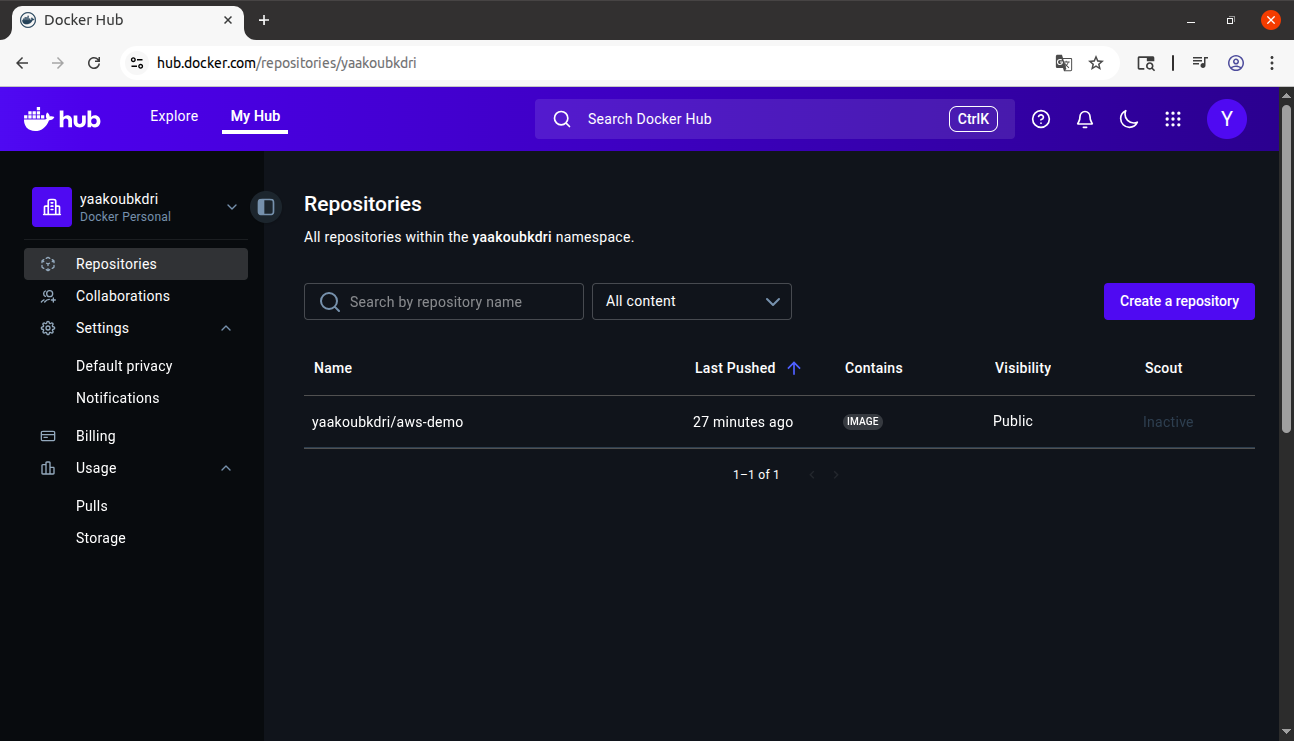 Docker Hub
hub.docker.com/repositories/yaakoubkdri
hub Explore My Hub Search Docker Hub CtrlK Y
yaakoubkdri
Docker Personal
Repositories
Collaborations
Settings
Default privacy
Notifications
Billing
Usage
Pulls
Storage
Repositories
All repositories within the yaakoubkdri namespace.
Search by repository name All content Create a repository
Name Last Pushed Contains Visibility Scout
yaakoubkdri/aws-demo 27 minutes ago IMAGE Public Inactive
1–1 of 1